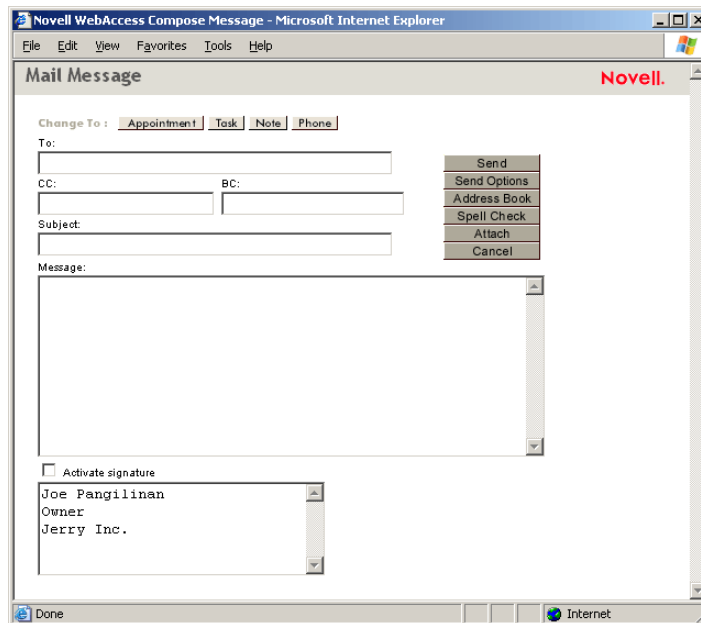 Novell WebAccess Compose Message - Microsoft Internet Explorer
File Edit View Favorites Tools Help
Mail Message
Novell.
Change To : Appointment Task Note Phone
To:
CC: BC:
Subject:
Message:
Send
Send Options
Address Book
Spell Check
Attach
Cancel
Activate signature
Joe Pangilinan
Owner
Jerry Inc.
Done Internet